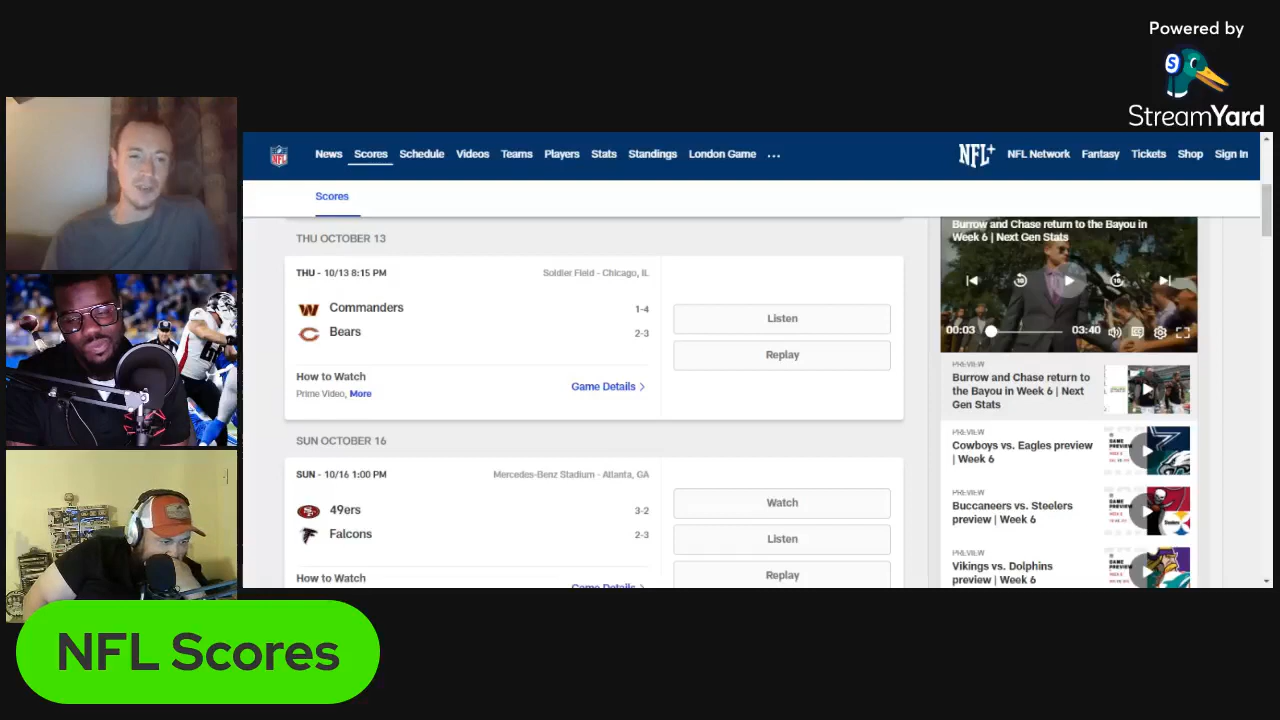 Powered by
StreamYard
News Scores Schedule Videos Teams Players Stats Standings London Game ...
NFL+ NFL Network Fantasy Tickets Shop Sign In
Scores
THU OCTOBER 13
THU - 10/13 8:15 PM
Soldier Field - Chicago, IL
Commanders 1-4
Bears 2-3
How to Watch
Prime Video, More
Game Details
Listen
Replay
SUN OCTOBER 16
SUN - 10/16 1:00 PM
Mercedes-Benz Stadium - Atlanta, GA
49ers 3-2
Falcons 2-3
How to Watch
Game Details
Watch
Listen
Replay
Burrow and Chase return to the Bayou in
Week 6 | Next Gen Stats
00:03 03:40
PREVIEW
Burrow and Chase return to
the Bayou in Week 6 | Next
Gen Stats
PREVIEW
Cowboys vs. Eagles preview
| Week 6
PREVIEW
Buccaneers vs. Steelers
preview | Week 6
PREVIEW
Vikings vs. Dolphins
preview | Week 6
NFL Scores